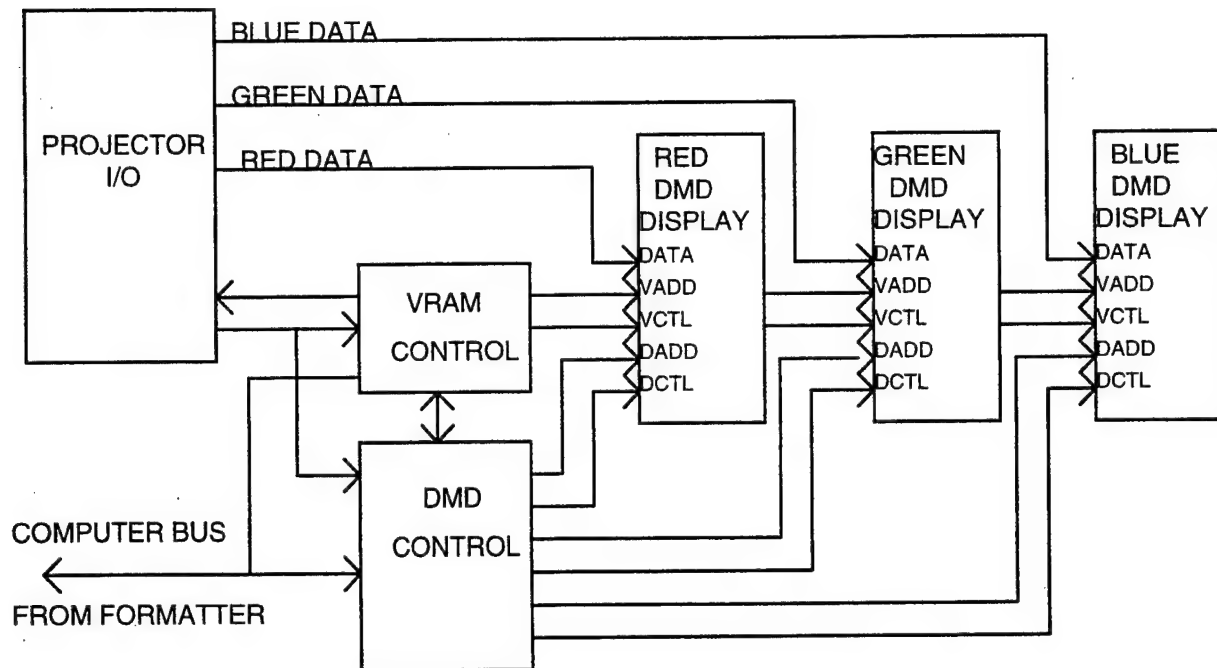 BLUE DATA
GREEN DATA
RED DATA
PROJECTOR
I/O
RED
DMD
DISPLAY
DATA
VADD
VCTL
DADD
DCTL
GREEN
DMD
DISPLAY
DATA
VADD
VCTL
DADD
DCTL
BLUE
DMD
DISPLAY
DATA
VADD
VCTL
DADD
DCTL
VRAM
CONTROL
DMD
CONTROL
COMPUTER BUS
FROM FORMATTER